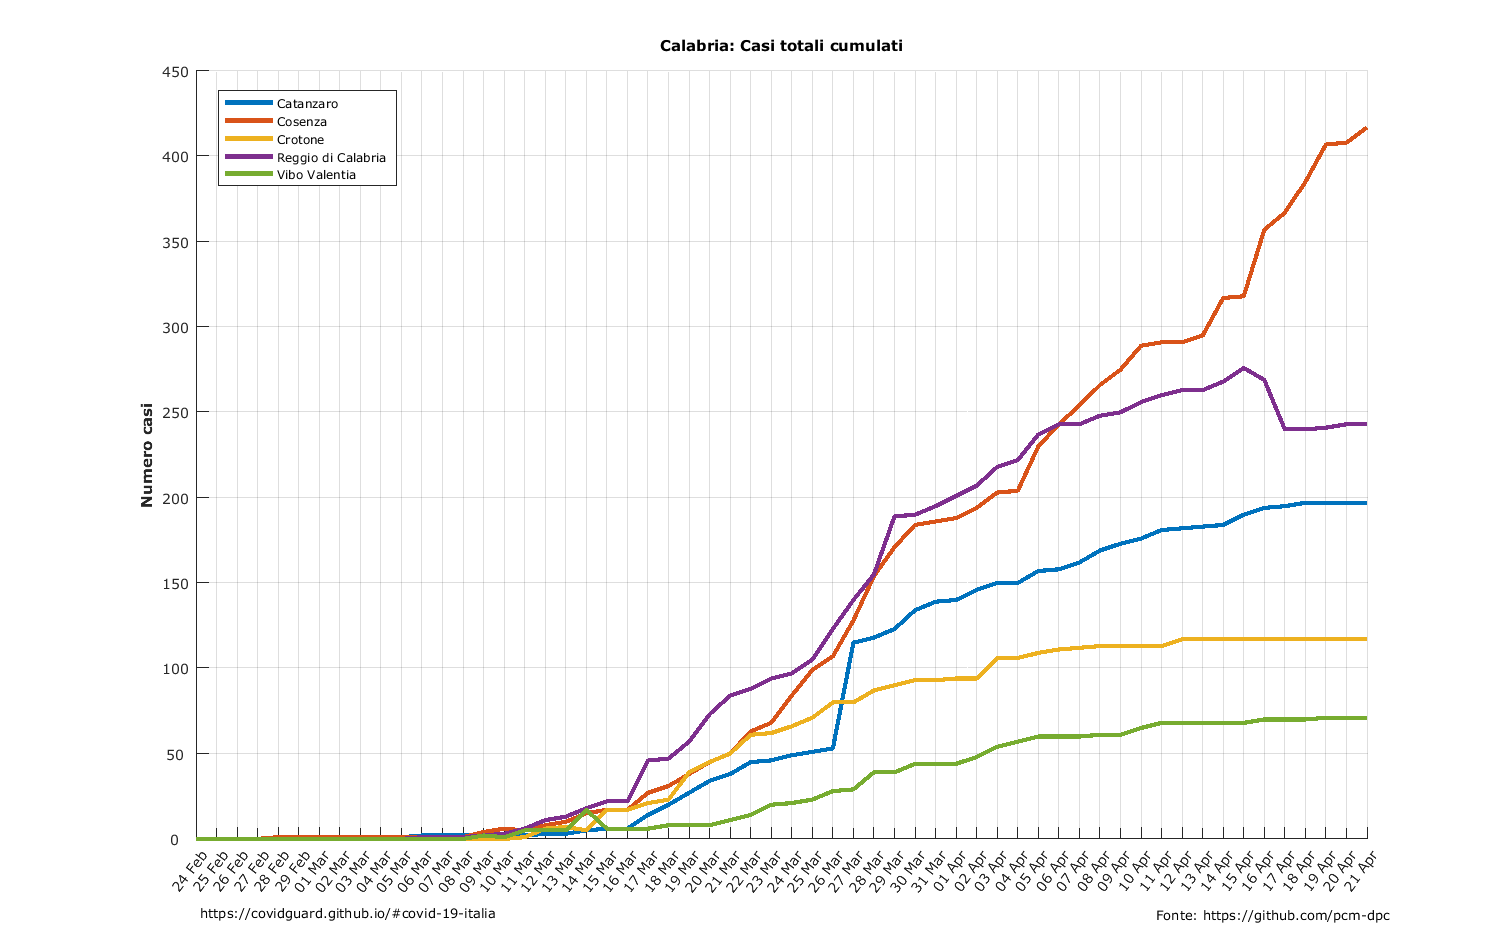 Calabria: Casi totali cumulati
450
400
350
300
250
200
150
100
50
0
Numero casi
Catanzaro
Cosenza
Crotone
Reggio di Calabria
Vibo Valentia
24 Feb
25 Feb
26 Feb
27 Feb
28 Feb
29 Feb
01 Mar
02 Mar
03 Mar
04 Mar
05 Mar
06 Mar
07 Mar
08 Mar
09 Mar
10 Mar
11 Mar
12 Mar
13 Mar
14 Mar
15 Mar
16 Mar
17 Mar
18 Mar
19 Mar
20 Mar
21 Mar
22 Mar
23 Mar
24 Mar
25 Mar
26 Mar
27 Mar
28 Mar
29 Mar
30 Mar
31 Mar
01 Apr
02 Apr
03 Apr
04 Apr
05 Apr
06 Apr
07 Apr
08 Apr
09 Apr
10 Apr
11 Apr
12 Apr
13 Apr
14 Apr
15 Apr
16 Apr
17 Apr
18 Apr
19 Apr
20 Apr
21 Apr
https://covidguard.github.io/#covid-19-italia
Fonte: https://github.com/pcm-dpc